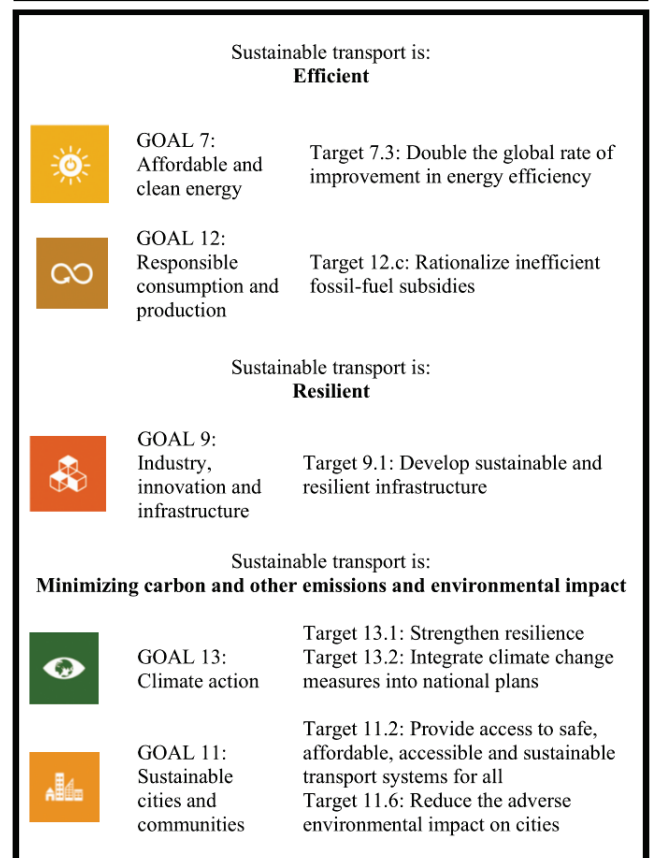 Sustainable transport is:
Efficient
GOAL 7:
Affordable and
clean energy
Target 7.3: Double the global rate of
improvement in energy efficiency
GOAL 12:
Responsible
consumption and
production
Target 12.c: Rationalize inefficient
fossil-fuel subsidies
Sustainable transport is:
Resilient
GOAL 9:
Industry,
innovation and
infrastructure
Target 9.1: Develop sustainable and
resilient infrastructure
Sustainable transport is:
Minimizing carbon and other emissions and environmental impact
GOAL 13:
Climate action
Target 13.1: Strengthen resilience
Target 13.2: Integrate climate change
measures into national plans
GOAL 11:
Sustainable
cities and
communities
Target 11.2: Provide access to safe,
affordable, accessible and sustainable
transport systems for all
Target 11.6: Reduce the adverse
environmental impact on cities